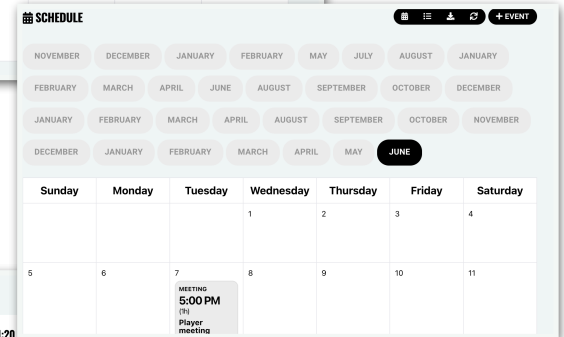 SCHEDULE
+ EVENT
NOVEMBER DECEMBER JANUARY FEBRUARY MAY JULY AUGUST JANUARY
FEBRUARY MARCH APRIL JUNE AUGUST SEPTEMBER OCTOBER DECEMBER
JANUARY FEBRUARY MARCH APRIL AUGUST SEPTEMBER OCTOBER NOVEMBER
DECEMBER JANUARY FEBRUARY MARCH APRIL MAY JUNE
Sunday Monday Tuesday Wednesday Thursday Friday Saturday
1 2 3 4
5 6 7 8 9 10 11
MEETING
5:00 PM
(1h)
Player
meeting